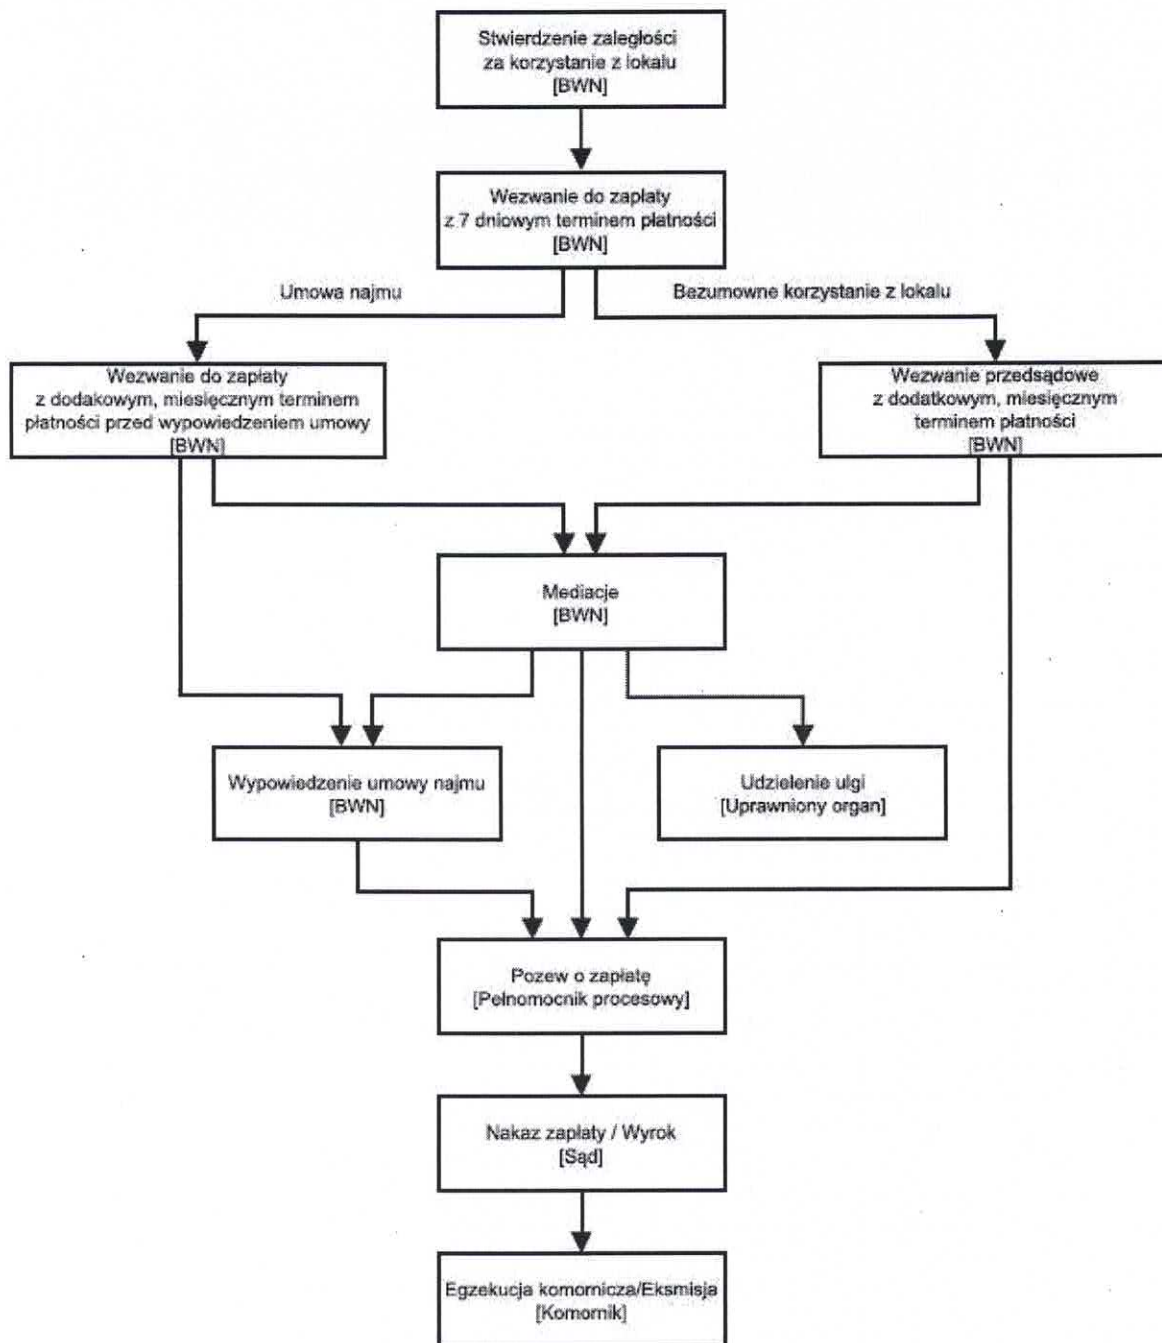 Stwierdzenie zaległości
za korzystanie z lokalu
[BWN]
Wezwanie do zapłaty
z 7 dniowym terminem płatności
[BWN]
Umowa najmu
Bezumowne korzystanie z lokalu
Wezwanie do zapłaty
z dodakowym, miesięcznym terminem
płatności przed wypowiedzeniem umowy
[BWN]
Wezwanie przedsądowe
z dodatkowym, miesięcznym
terminem płatności
[BWN]
Mediacje
[BWN]
Wypowiedzenie umowy najmu
[BWN]
Udzielenie ulgi
[Uprawniony organ]
Pozew o zapłatę
[Pełnomocnik procesowy]
Nakaz zapłaty / Wyrok
[Sąd]
Egzekucja komornicza/Eksmisja
[Komornik]